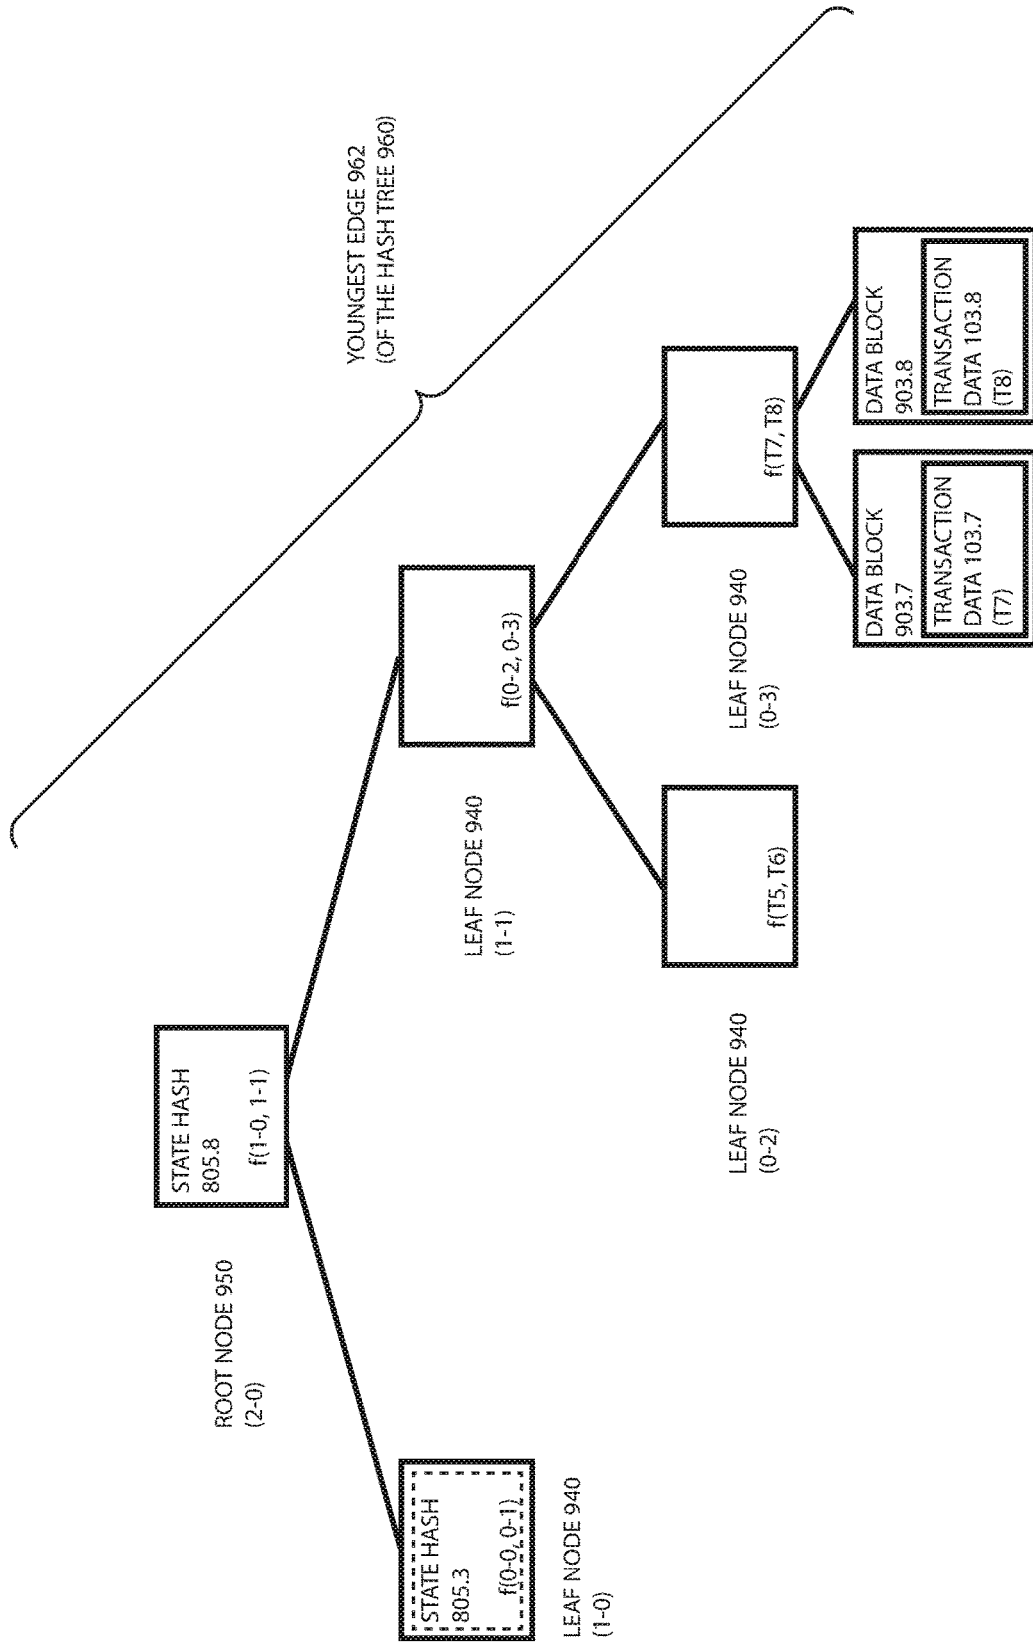 YOUNGEST EDGE 962
(OF THE HASH TREE 960)
STATE HASH
805.8
f(1-0, 1-1)
ROOT NODE 950
(2-0)
STATE HASH
805.3
f(0-0, 0-1)
LEAF NODE 940
(1-0)
f(0-2, 0-3)
LEAF NODE 940
(1-1)
f(T5, T6)
LEAF NODE 940
(0-2)
f(T7, T8)
LEAF NODE 940
(0-3)
DATA BLOCK
903.7
TRANSACTION
DATA 103.7
(T7)
DATA BLOCK
903.8
TRANSACTION
DATA 103.8
(T8)